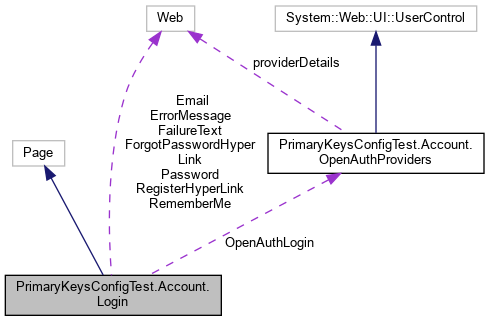 Web
System::Web::UI::UserControl
providerDetails
Email
ErrorMessage
FailureText
ForgotPasswordHyper
Link
Password
RegisterHyperLink
RememberMe
PrimaryKeysConfigTest.Account.
OpenAuthProviders
Page
OpenAuthLogin
PrimaryKeysConfigTest.Account.
Login